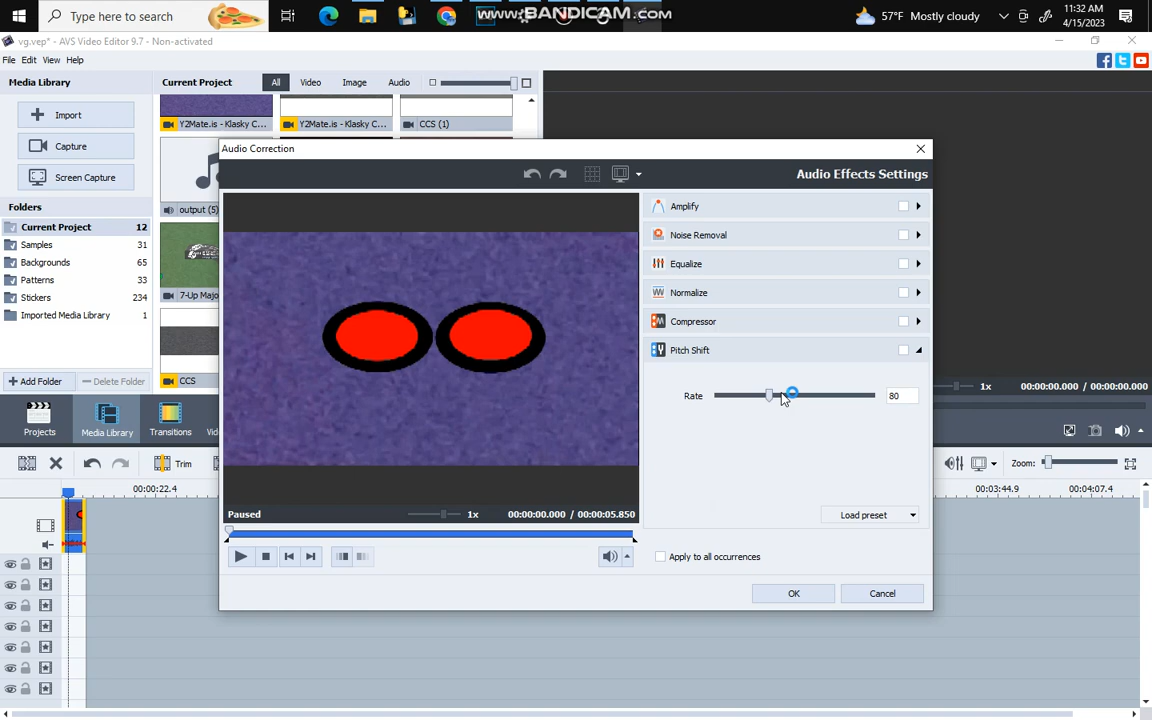 Type here to search
WWW.BANDICAM.COM
57°F Mostly cloudy
11:32 AM
4/15/2023
vg.vep* - AVS Video Editor 9.7 - Non-activated
File Edit View Help
Media Library
Current Project
All
Video
Image
Audio
Import
Capture
Screen Capture
Y2Mate.is - Klasky C...
Y2Mate.is - Klasky C...
CCS (1)
Folders
Current Project 12
Samples 31
Backgrounds 65
Patterns 33
Stickers 234
Imported Media Library 1
output (5)
7-Up Majo
CCS
+ Add Folder
— Delete Folder
Projects
Media Library
Transitions
Audio Correction
Audio Effects Settings
Amplify
Noise Removal
Equalize
Normalize
Compressor
Pitch Shift
Rate
80
Load preset
Apply to all occurrences
OK
Cancel
Paused
1x
00:00:00.000 / 00:00:05.850
1x
00:00:00.000 / 00:00:00.000
Trim
Zoom:
00:00:22.4
00:03:44.9
00:04:07.4